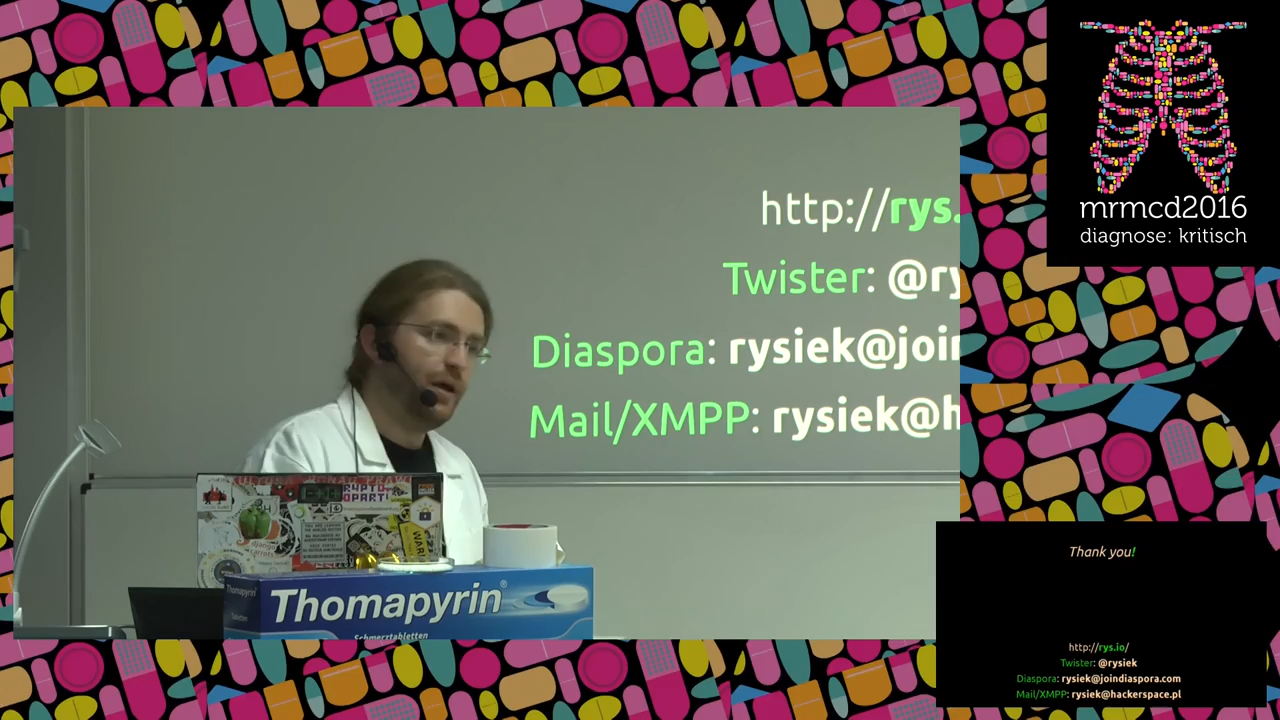 mrmcd2016
diagnose: kritisch
http://rys.
Twister: @ry
Diaspora: rysiek@join
Mail/XMPP: rysiek@h
Thomapyrin®
Schmerztabletten
Thank you!
http://rys.io/
Twister: @rysiek
Diaspora: rysiek@joindiaspora.com
Mail/XMPP: rysiek@hackerspace.pl